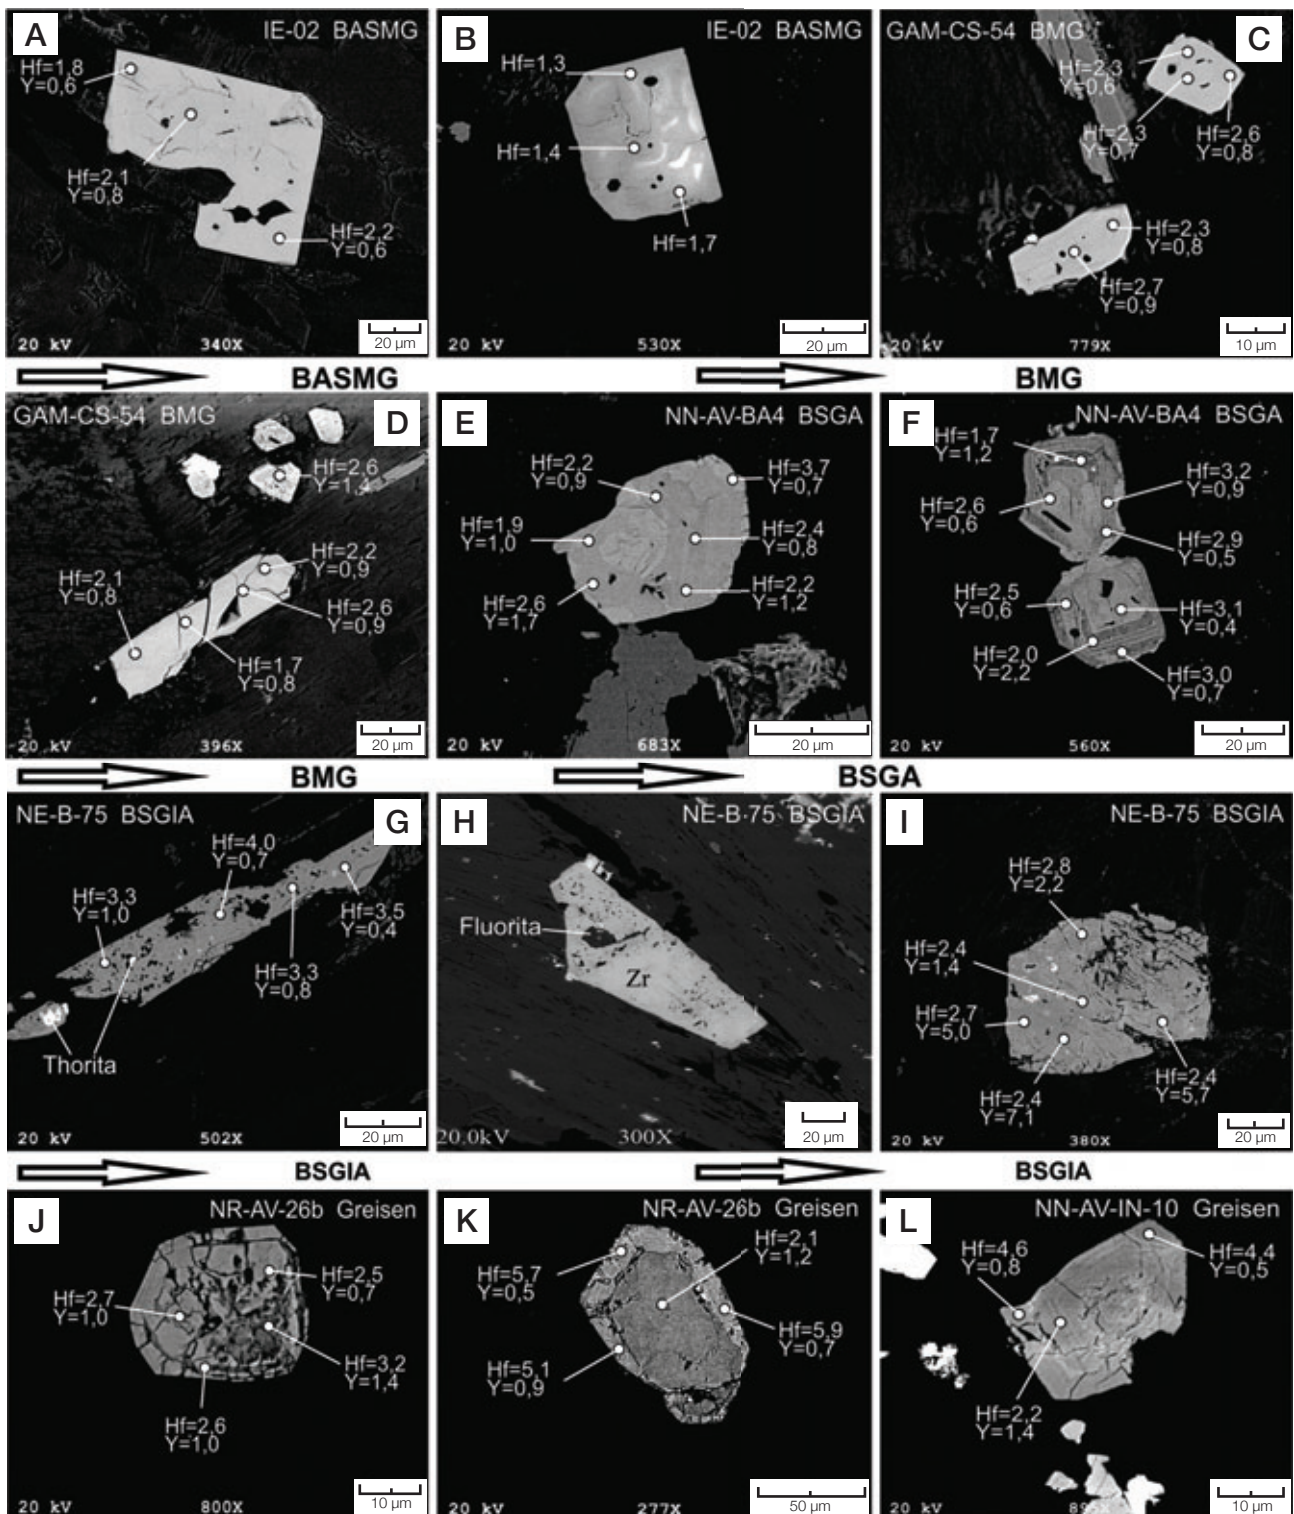 A
IE-02 BASMG
Hf=1,8
Y=0,6
Hf=2,1
Y=0,8
Hf=2,2
Y=0,6
20 kV
340X
20 µm
B
IE-02 BASMG
Hf=1,3
Hf=1,4
Hf=1,7
20 kV
530X
20 µm
GAM-CS-54 BMG
C
Hf=2,3
Y=0,6
Hf=2,3
Y=0,7
Hf=2,6
Y=0,8
Hf=2,3
Y=0,8
Hf=2,7
Y=0,9
20 kV
779X
10 µm
BASMG
BMG
GAM-CS-54 BMG
D
Hf=2,6
Y=1,4
Hf=2,2
Y=0,9
Hf=2,1
Y=0,8
Hf=2,6
Y=0,9
Hf=1,7
Y=0,8
20 kV
396X
20 µm
E
NN-AV-BA4 BSGA
Hf=2,2
Y=0,9
Hf=3,7
Y=0,7
Hf=1,9
Y=1,0
Hf=2,4
Y=0,8
Hf=2,6
Y=1,7
Hf=2,2
Y=1,2
20 kV
683X
20 µm
F
NN-AV-BA4 BSGA
Hf=1,7
Y=1,2
Hf=3,2
Y=0,9
Hf=2,6
Y=0,6
Hf=2,9
Y=0,5
Hf=2,5
Y=0,6
Hf=3,1
Y=0,4
Hf=2,0
Y=2,2
Hf=3,0
Y=0,7
20 kV
560X
20 µm
BMG
BSGA
NE-B-75 BSGIA
G
Hf=4,0
Y=0,7
Hf=3,3
Y=1,0
Hf=3,5
Y=0,4
Hf=3,3
Y=0,8
Thorita
20 kV
502X
20 µm
H
NE-B-75 BSGIA
Fluorita
Zr
20.0kV
300X
20 µm
I
NE-B-75 BSGIA
Hf=2,8
Y=2,2
Hf=2,4
Y=1,4
Hf=2,7
Y=5,0
Hf=2,4
Y=5,7
Hf=2,4
Y=7,1
20 kV
380X
20 µm
BSGIA
BSGIA
J
NR-AV-26b Greisen
Hf=2,5
Y=0,7
Hf=2,7
Y=1,0
Hf=3,2
Y=1,4
Hf=2,6
Y=1,0
20 kV
800X
10 µm
K
NR-AV-26b Greisen
Hf=2,1
Y=1,2
Hf=5,7
Y=0,5
Hf=5,9
Y=0,7
Hf=5,1
Y=0,9
20 kV
277X
50 µm
L
NN-AV-IN-10 Greisen
Hf=4,6
Y=0,8
Hf=4,4
Y=0,5
Hf=2,2
Y=1,4
20 kV
10 µm